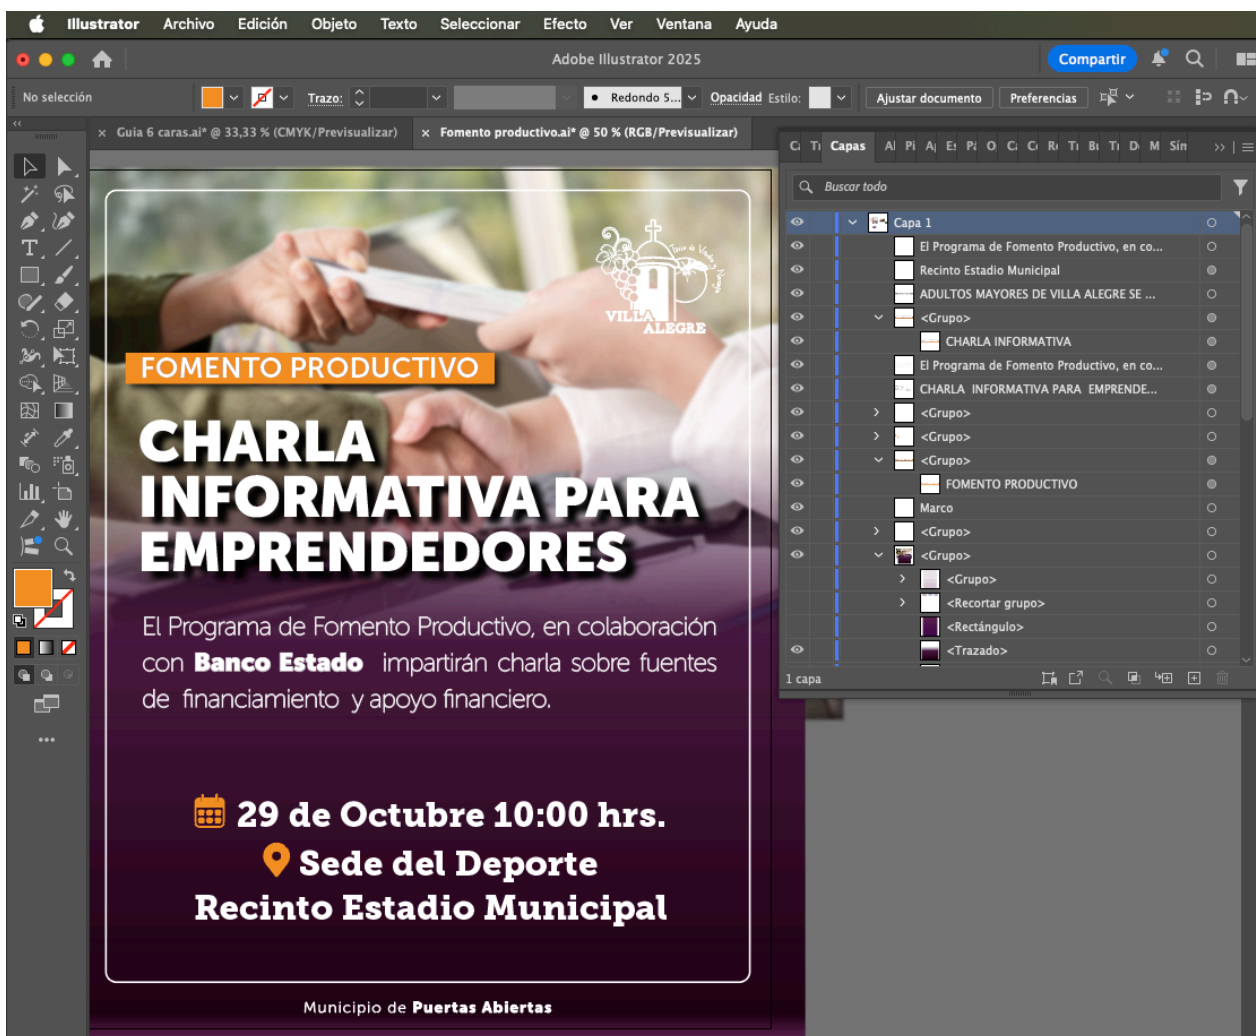 Illustrator Archivo Edición Objeto Texto Seleccionar Efecto Ver Ventana Ayuda
Adobe Illustrator 2025
Compartir
No selección
Trazo:
Redondo 5...
Opacidad
Estilo:
Ajustar documento
Preferencias
× Guia 6 caras.ai* @ 33,33 % (CMYK/Previsualizar)
× Fomento productivo.ai* @ 50 % (RGB/Previsualizar)
Capas
Buscar todo
Capa 1
El Programa de Fomento Productivo, en co...
Recinto Estadio Municipal
ADULTOS MAYORES DE VILLA ALEGRE SE ...
<Grupo>
CHARLA INFORMATIVA
El Programa de Fomento Productivo, en co...
CHARLA INFORMATIVA PARA EMPRENDE...
<Grupo>
<Grupo>
<Grupo>
FOMENTO PRODUCTIVO
Marco
<Grupo>
<Grupo>
<Grupo>
<Recortar grupo>
<Rectángulo>
<Trazado>
1 capa
VILLA
ALEGRE
FOMENTO PRODUCTIVO
CHARLA
INFORMATIVA PARA
EMPRENDEDORES
El Programa de Fomento Productivo, en colaboración
con Banco Estado impartirán charla sobre fuentes
de financiamiento y apoyo financiero.
29 de Octubre 10:00 hrs.
Sede del Deporte
Recinto Estadio Municipal
Municipio de Puertas Abiertas